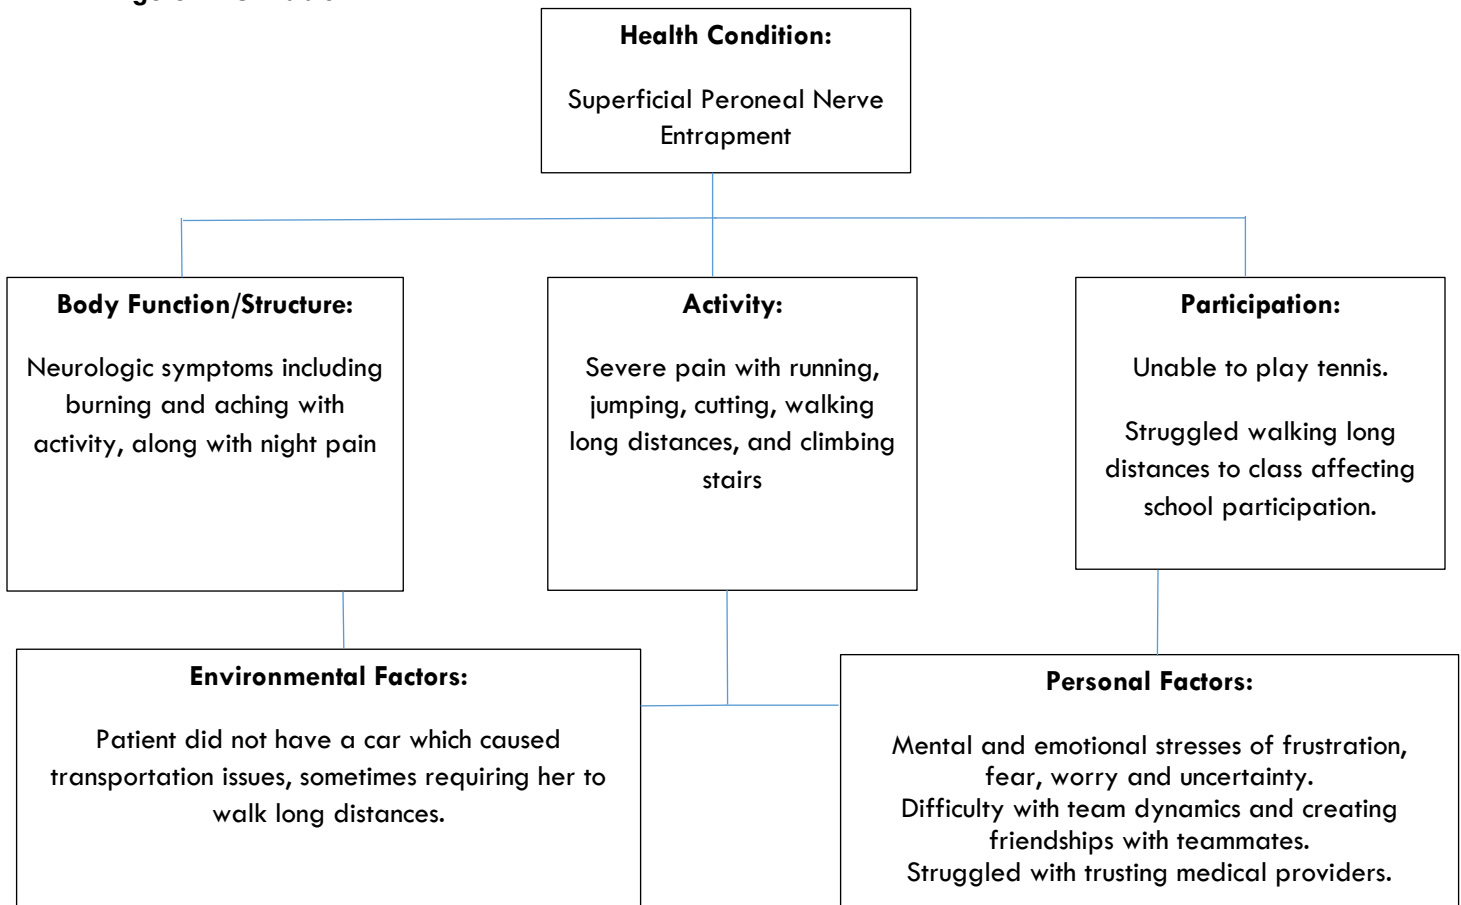 Health Condition:
Superficial Peroneal Nerve
Entrapment
Body Function/Structure:
Neurologic symptoms including
burning and aching with
activity, along with night pain
Activity:
Severe pain with running,
jumping, cutting, walking
long distances, and climbing
stairs
Participation:
Unable to play tennis.
Struggled walking long
distances to class affecting
school participation.
Environmental Factors:
Patient did not have a car which caused
transportation issues, sometimes requiring her to
walk long distances.
Personal Factors:
Mental and emotional stresses of frustration,
fear, worry and uncertainty.
Difficulty with team dynamics and creating
friendships with teammates.
Struggled with trusting medical providers.